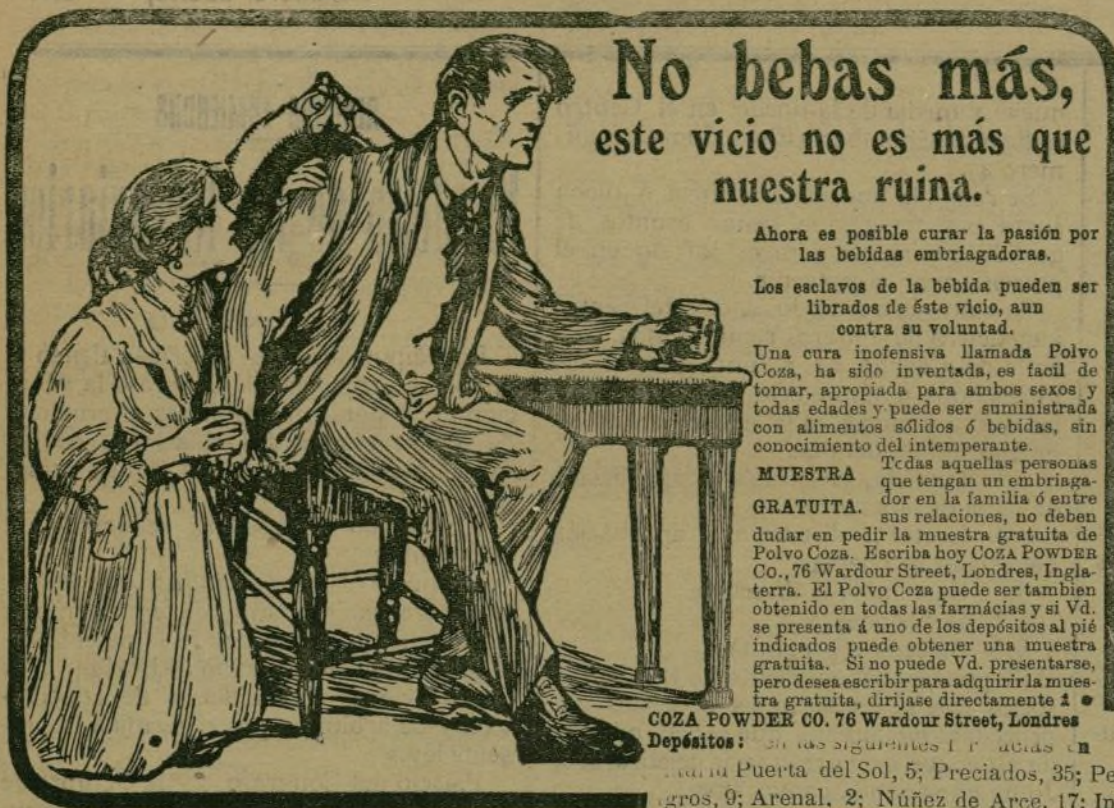 No bebas más,
este vicio no es más que
nuestra ruina.
Ahora es posible curar la pasión por
las bebidas embriagadoras.
Los esclavos de la bebida pueden ser
librados de éste vicio, aun
contra su voluntad.
Una cura inofensiva llamada Polvo
Coza, ha sido inventada, es facil de
tomar, apropiada para ambos sexos y
todas edades y puede ser suministrada
con alimentos sólidos ó bebidas, sin
conocimiento del intemperante.
MUESTRA GRATUITA.
Todas aquellas personas
que tengan un embriaga-
dor en la familia ó entre
sus relaciones, no deben
dudar en pedir la muestra gratuita de
Polvo Coza. Escriba hoy COZA POWDER
CO., 76 Wardour Street, Londres, Ingla-
terra. El Polvo Coza puede ser tambien
obtenido en todas las farmácias y si Vd.
se presenta á uno de los depósitos al pié
indicados puede obtener una muestra
gratuita. Si no puede Vd. presentarse,
pero desea escribir para adquirir la mues-
tra gratuita, dirijase directamente á
COZA POWDER CO. 76 Wardour Street, Londres
Depósitos: en las siguientes
Puerta del Sol, 5; Preciados, 35; Pe
gros, 9; Arenal, 2; Núñez de Arce, 17;